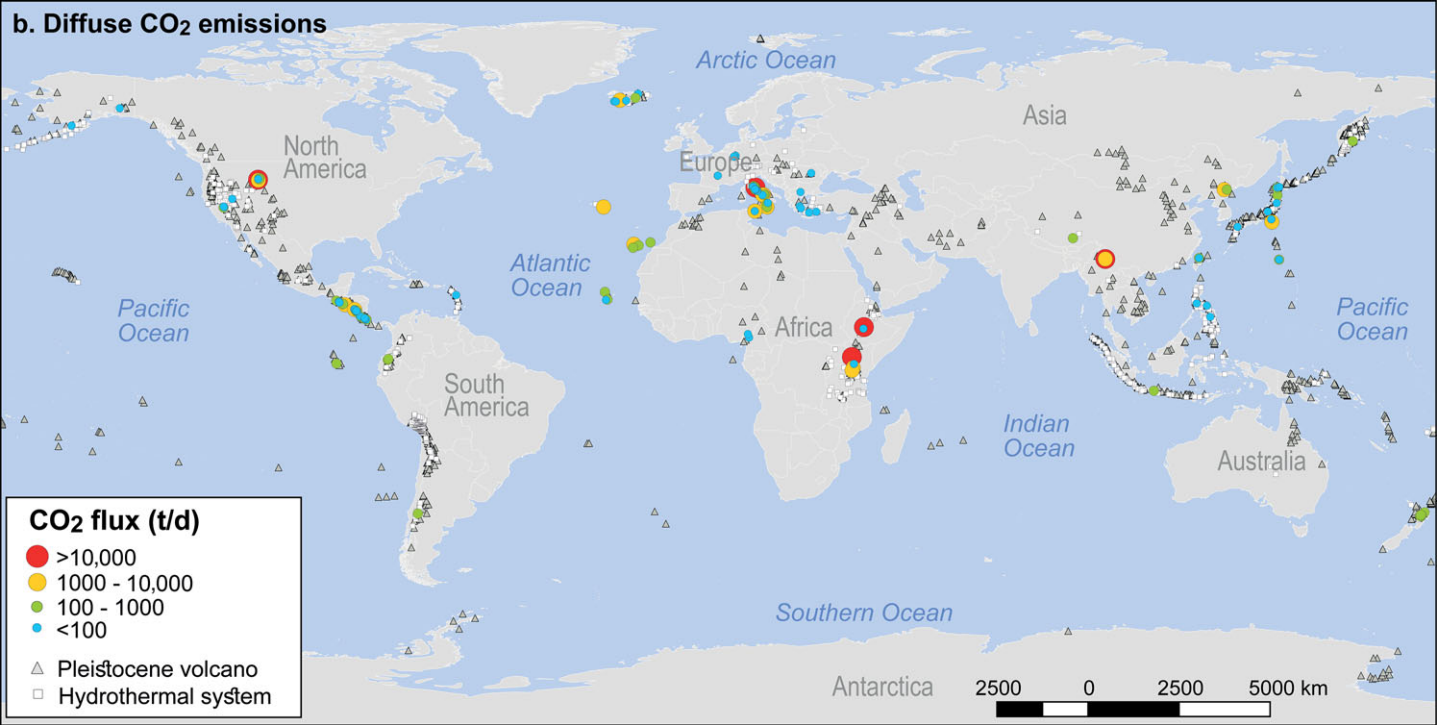 b. Diffuse CO2 emissions
Arctic Ocean
Asia
North
America
Europe
Atlantic
Ocean
Pacific
Ocean
Africa
Pacific
Ocean
South
America
Indian
Ocean
Australia
CO2 flux (t/d)
>10,000
1000 - 10,000
100 - 1000
<100
Pleistocene volcano
Hydrothermal system
Southern Ocean
Antarctica
2500 0 2500 5000 km